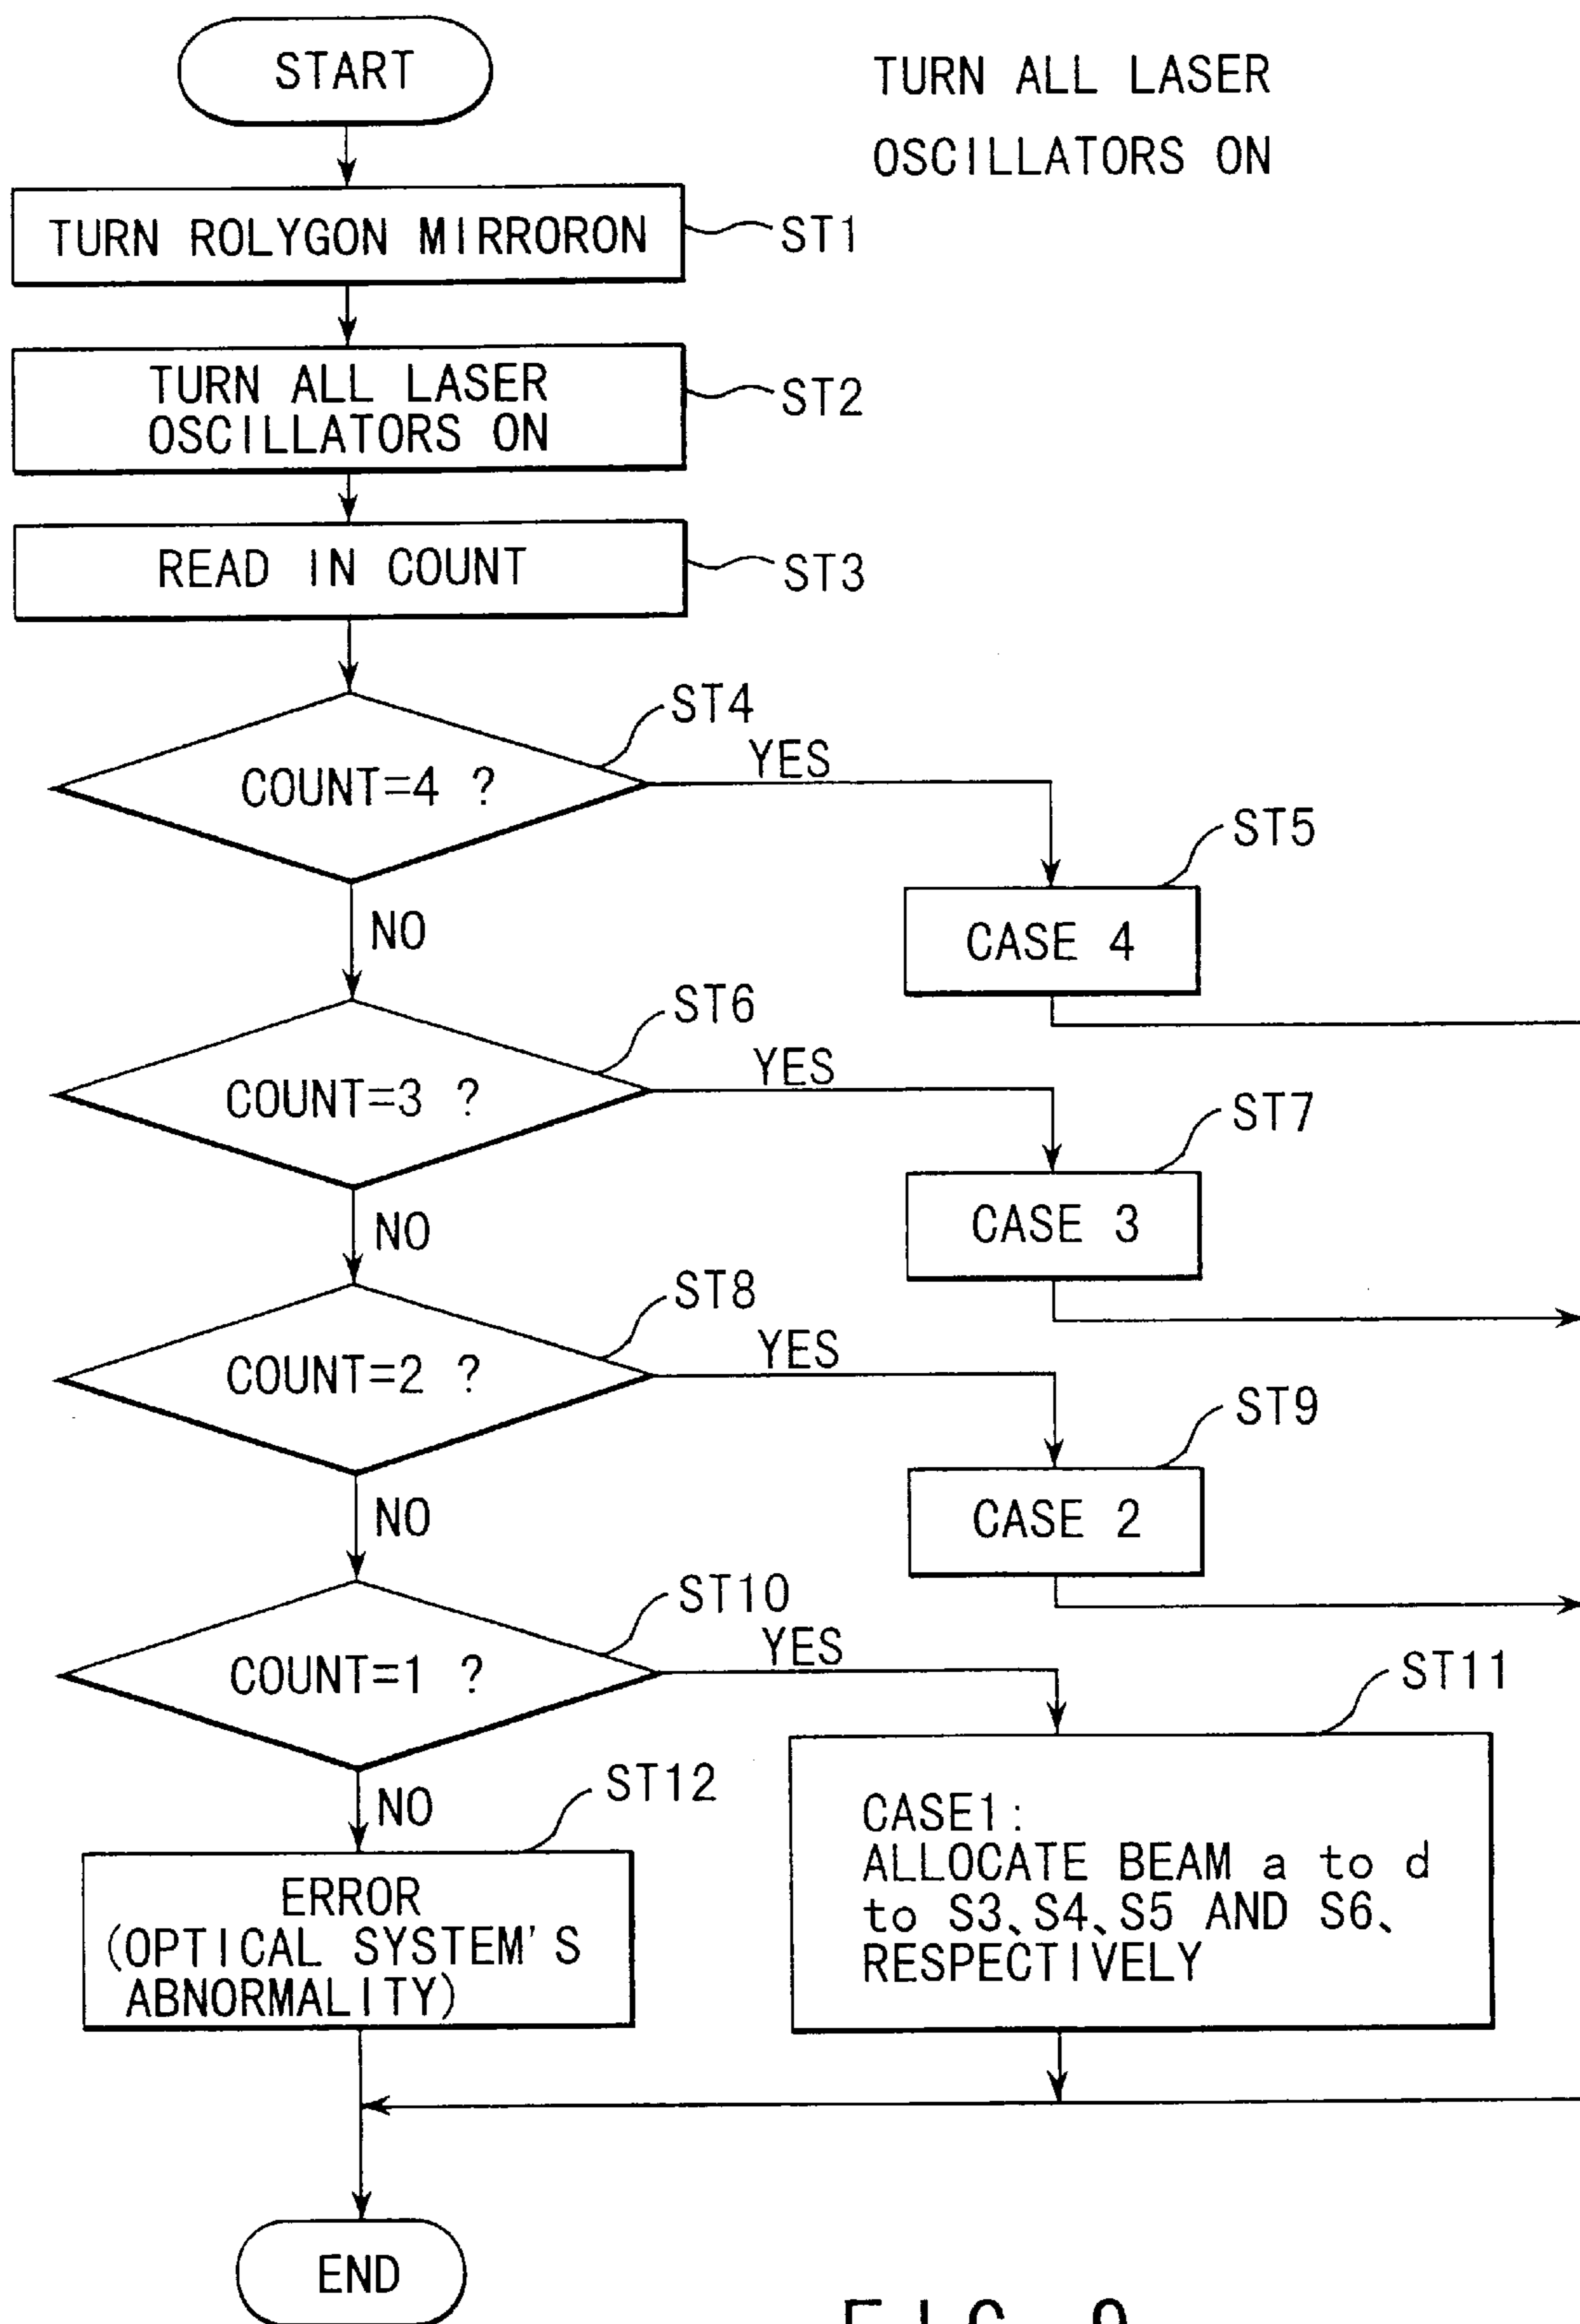 START
TURN ALL LASER
OSCILLATORS ON
TURN ROLYGON MIRRORON
ST1
TURN ALL LASER
OSCILLATORS ON
ST2
READ IN COUNT
ST3
COUNT=4 ?
ST4
YES
NO
ST5
CASE 4
COUNT=3 ?
ST6
YES
NO
ST7
CASE 3
COUNT=2 ?
ST8
YES
NO
ST9
CASE 2
COUNT=1 ?
ST10
YES
NO
ST11
CASE1:
ALLOCATE BEAM a to d
to S3、S4、S5 AND S6、
RESPECTIVELY
ST12
ERROR
(OPTICAL SYSTEM'S
ABNORMALITY)
END